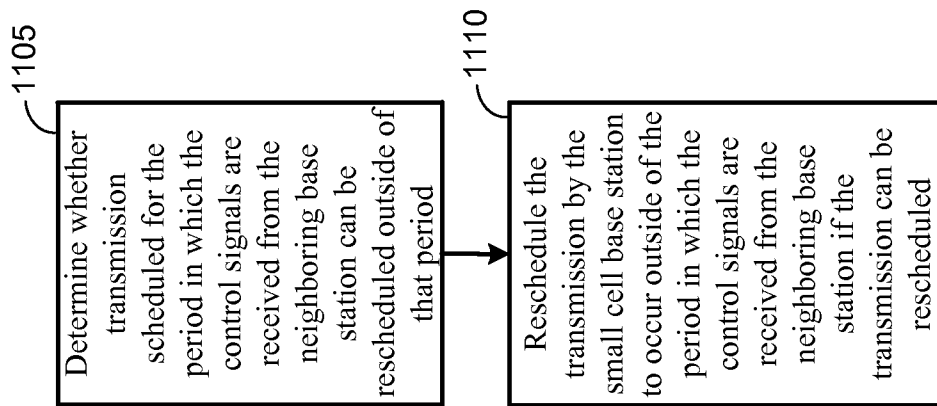 1105
Determine whether
transmission
scheduled for the
period in which the
control signals are
received from the
neighboring base
station can be
rescheduled outside of
that period
1110
Reschedule the
transmission by the
small cell base station
to occur outside of the
period in which the
control signals are
received from the
neighboring base
station if the
transmission can be
rescheduled